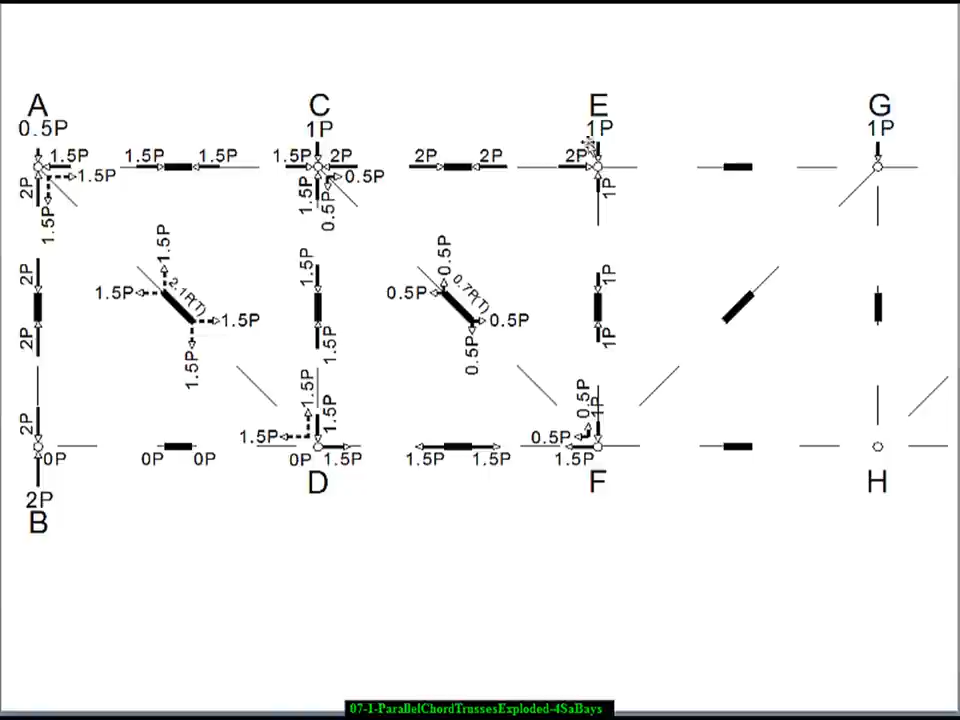 A C E G
0.5P 1P 1P 1P
1.5P 1.5P 1.5P 1.5P 2P 2P 2P 2P
1.5P 0.5P
2P 1.5P 1P
1.5P 0.5P
1.5P 0.5P
2P 1.5P 1P
2.1P(T) 0.7P(T)
1.5P 0.5P
1.5P 0.5P
2P 1.5P 1P
1.5P 0.5P
1.5P 0.5P
2P 1.5P 1P
1.5P 0.5P
0P 0P 0P 0P 1.5P 1.5P 1.5P 1.5P
D F H
2P
B
07-1-ParallelChordTrussesExploded-4SaBays